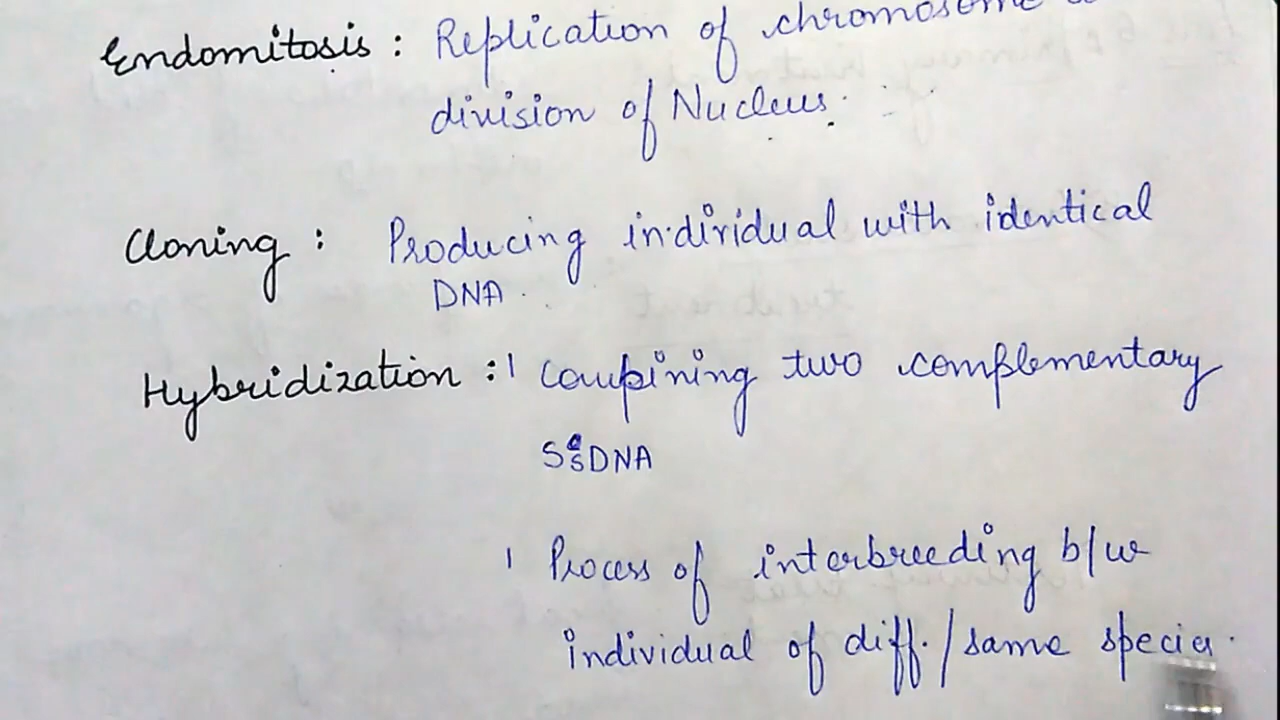 Endomitosis : Replication of chromosome
division of Nucleus.
Cloning : Producing individual with identical
DNA
Hybridization : ' Coupining two complementary
SsDNA
' Process of interbreeding b/w
individual of diff. / same species.